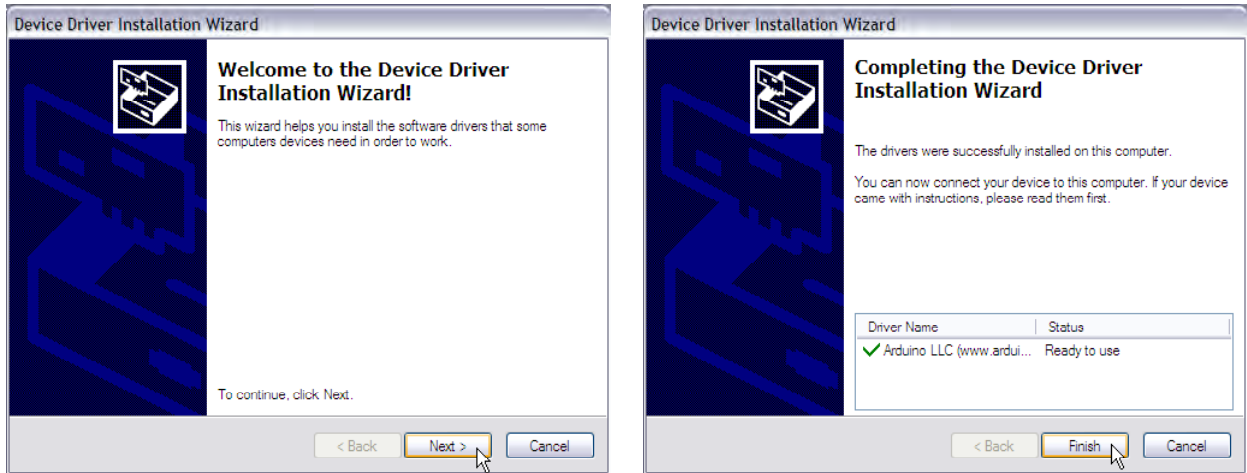 Device Driver Installation Wizard
Welcome to the Device Driver
Installation Wizard!
This wizard helps you install the software drivers that some
computers devices need in order to work.
To continue, click Next.
< Back
Next >
Cancel
Device Driver Installation Wizard
Completing the Device Driver
Installation Wizard
The drivers were successfully installed on this computer.
You can now connect your device to this computer. If your device
came with instructions, please read them first.
Driver Name Status
Arduino LLC (www.ardui... Ready to use
< Back
Finish
Cancel